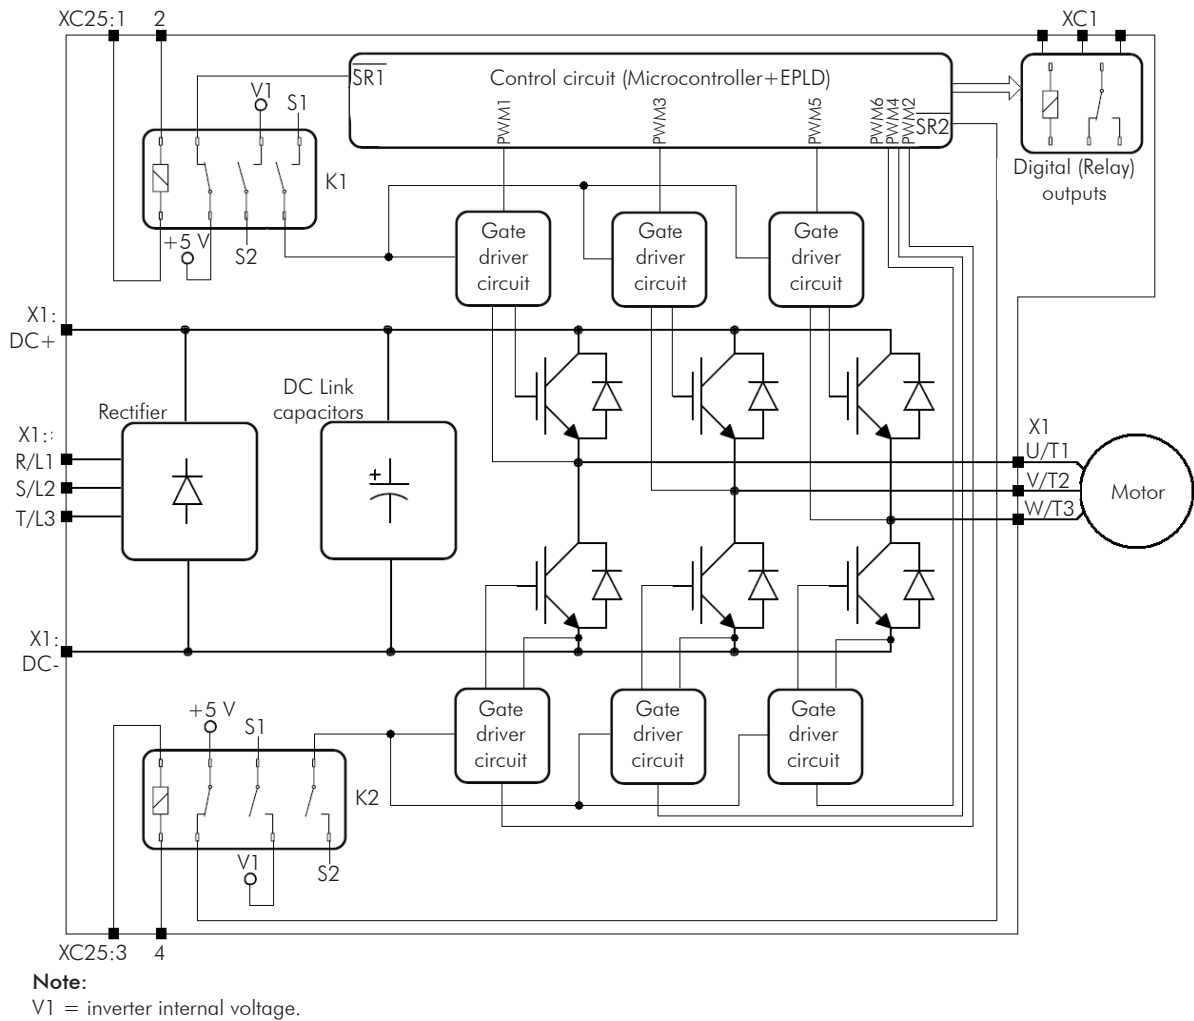 XC25:1 2 XC1
SR1 Control circuit (Microcontroller+EPLD)
PWM1 PWM3 PWM5 PWM6 PWM4 PWM2 SR2
V1 S1
K1
+5 V S2
Digital (Relay)
outputs
Gate
driver
circuit
Gate
driver
circuit
Gate
driver
circuit
X1:
DC+
Rectifier
DC Link
capacitors
X1::
R/L1
S/L2
T/L3
+
X1
U/T1
V/T2
W/T3
Motor
X1:
DC-
Gate
driver
circuit
Gate
driver
circuit
Gate
driver
circuit
+5 V S1
K2
V1 S2
XC25:3 4
Note:
V1 = inverter internal voltage.